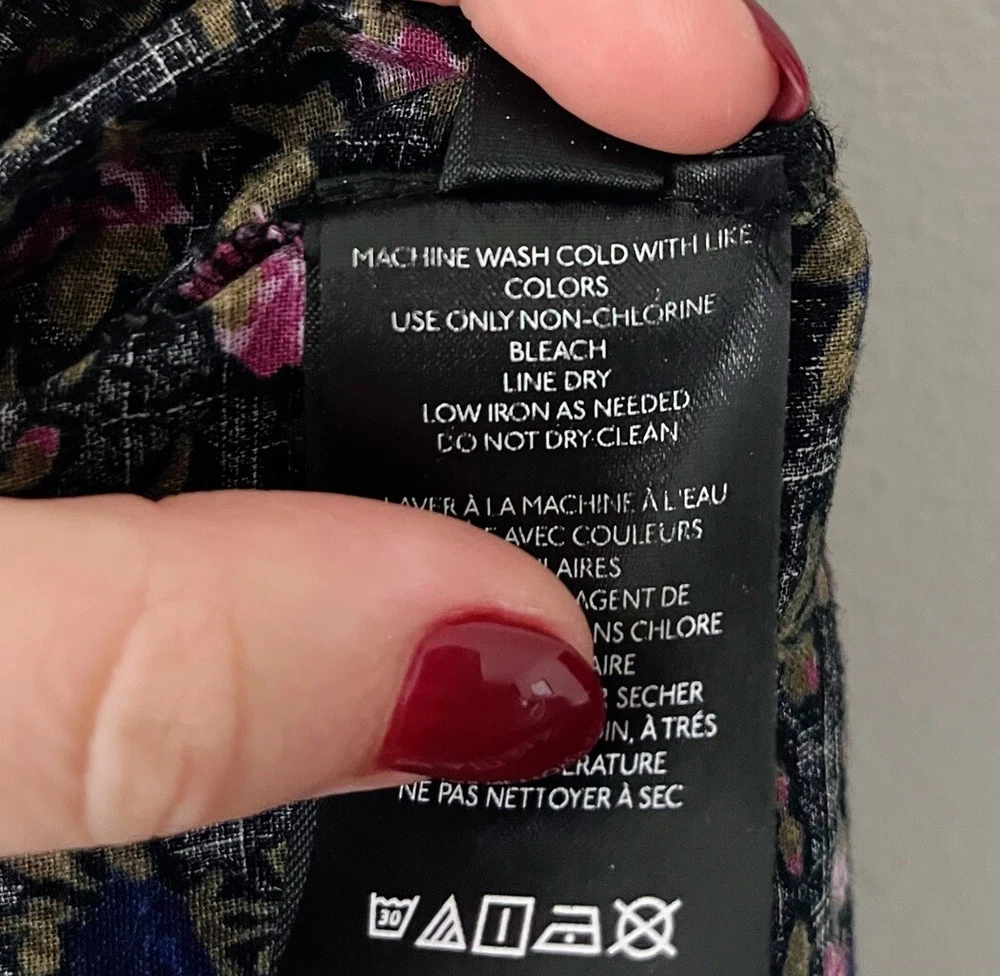 MACHINE WASH COLD WITH LIKE
COLORS
USE ONLY NON-CHLORINE
BLEACH
LINE DRY
LOW IRON AS NEEDED
DO NOT DRY CLEAN
LAVER À LA MACHINE À L'EAU
AVEC COULEURS
AGENT DE
CHLORE
SECHER
À TRÉS
NE PAS NETTOYER À SEC
30